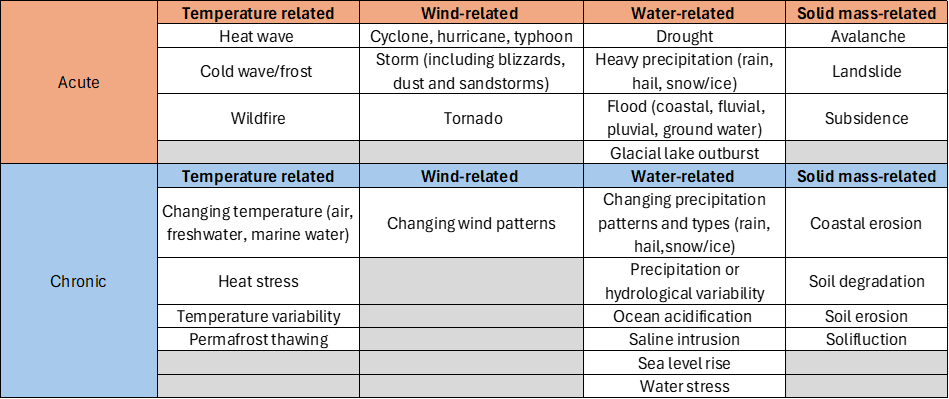 Temperature related Wind-related Water-related Solid mass-related
Acute
Heat wave Cyclone, hurricane, typhoon Drought Avalanche
Cold wave/frost
Storm (including blizzards,
dust and sandstorms)
Heavy precipitation (rain,
hail, snow/ice)
Landslide
Wildfire
Tornado
Flood (coastal, fluvial,
pluvial, ground water)
Subsidence
Glacial lake outburst
Temperature related Wind-related Water-related Solid mass-related
Chronic
Changing temperature (air,
freshwater, marine water)
Changing wind patterns
Changing precipitation
patterns and types (rain,
hail,snow/ice)
Coastal erosion
Heat stress
Precipitation or
hydrological variability
Soil degradation
Temperature variability Ocean acidification Soil erosion
Permafrost thawing Saline intrusion Solifluction
Sea level rise
Water stress